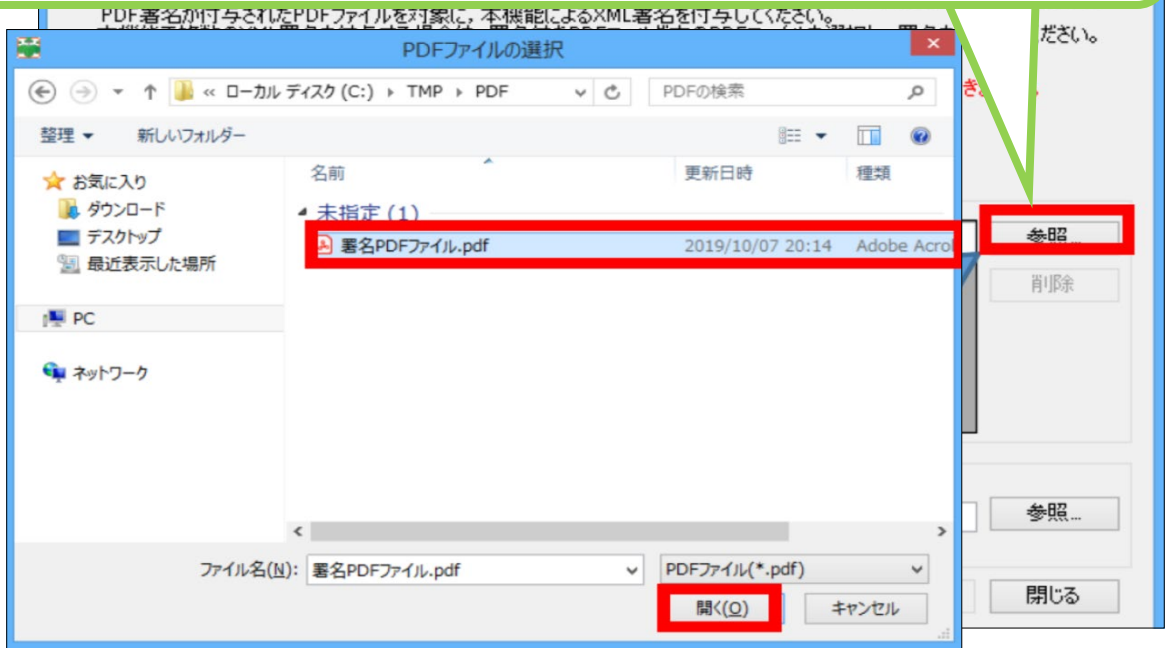 PDF署名が付与されたPDFファイルを対象に，本機能によるXML署名を付与してください。
ださい。
PDFファイルの選択
« ローカル ディスク (C:) ▸ TMP ▸ PDF
PDFの検索
整理 新しいフォルダー
名前 更新日時 種類
お気に入り
ダウンロード
デスクトップ
最近表示した場所
PC
ネットワーク
未指定 (1)
署名PDFファイル.pdf 2019/10/07 20:14 Adobe Acro
ファイル名(N): 署名PDFファイル.pdf PDFファイル(*.pdf)
開く(O) キャンセル
参照...
削除
参照...
閉じる